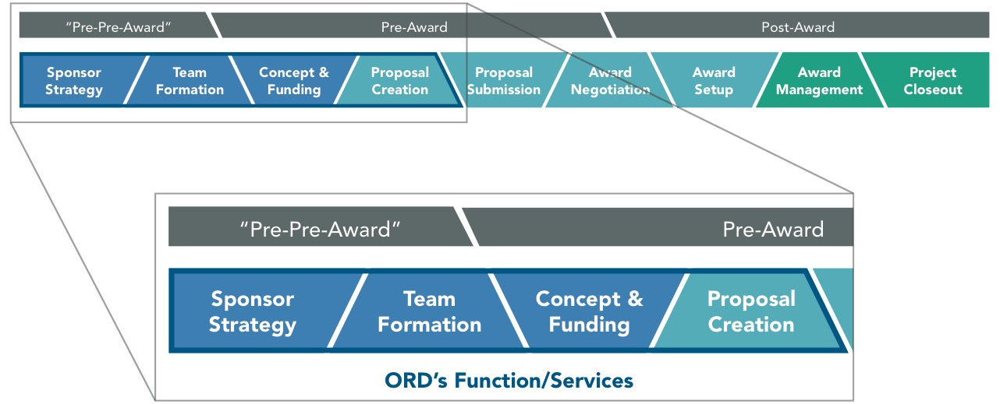 “Pre-Pre-Award” Pre-Award Post-Award
Sponsor Team Concept & Proposal Proposal Award Award Award Project
Strategy Formation Funding Creation Submission Negotiation Setup Management Closeout
“Pre-Pre-Award” Pre-Award
Sponsor Team Concept & Proposal
Strategy Formation Funding Creation
ORD’s Function/Services